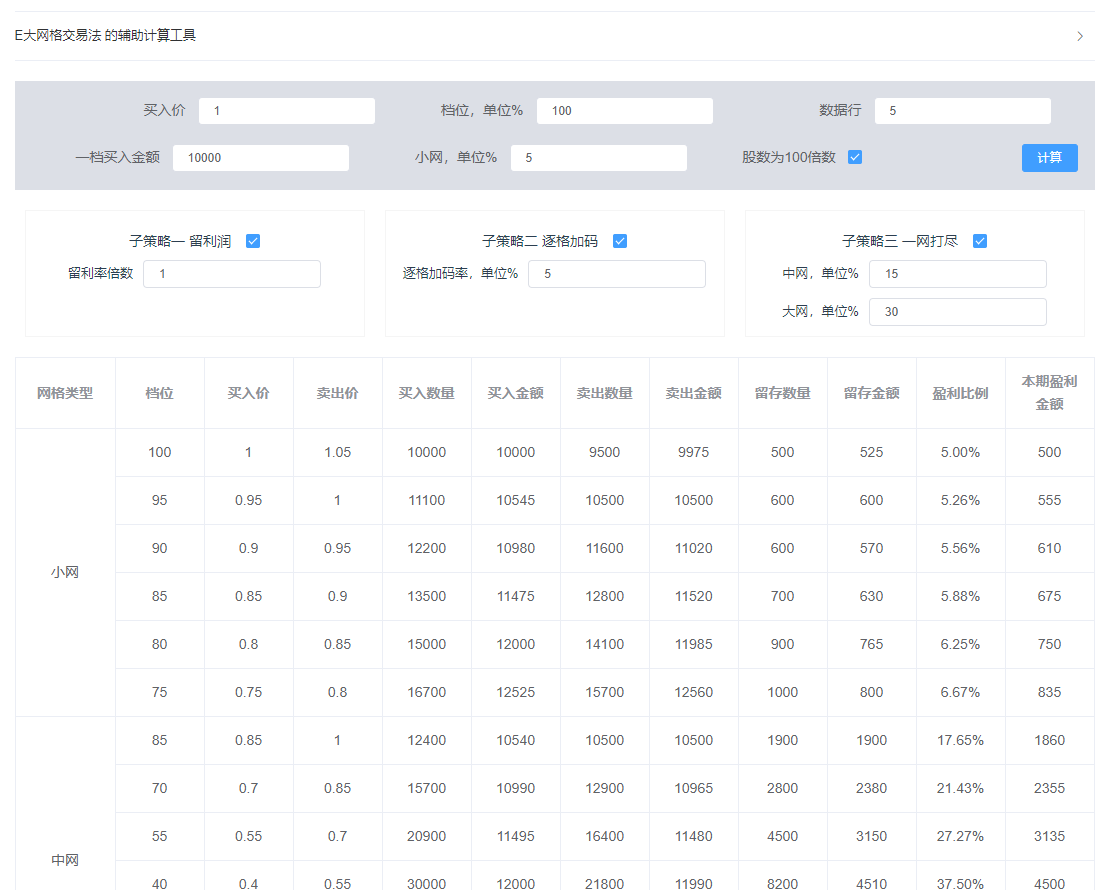 E大网格交易法 的辅助计算工具
买入价 1 档位，单位% 100 数据行 5
一档买入金额 10000 小网，单位% 5 股数为100倍数 计算
子策略一 留利润 子策略二 逐格加码 子策略三 一网打尽
留利率倍数 1 逐格加码率，单位% 5 中网，单位% 15
大网，单位% 30
网格类型 档位 买入价 卖出价 买入数量 买入金额 卖出数量 卖出金额 留存数量 留存金额 盈利比例 本期盈利
金额
100 1 1.05 10000 10000 9500 9975 500 525 5.00% 500
95 0.95 1 11100 10545 10500 10500 600 600 5.26% 555
90 0.9 0.95 12200 10980 11600 11020 600 570 5.56% 610
小网
85 0.85 0.9 13500 11475 12800 11520 700 630 5.88% 675
80 0.8 0.85 15000 12000 14100 11985 900 765 6.25% 750
75 0.75 0.8 16700 12525 15700 12560 1000 800 6.67% 835
85 0.85 1 12400 10540 10500 10500 1900 1900 17.65% 1860
70 0.7 0.85 15700 10990 12900 10965 2800 2380 21.43% 2355
55 0.55 0.7 20900 11495 16400 11480 4500 3150 27.27% 3135
中网
40 0.4 0.55 30000 12000 21800 11990 8200 4510 37.50% 4500